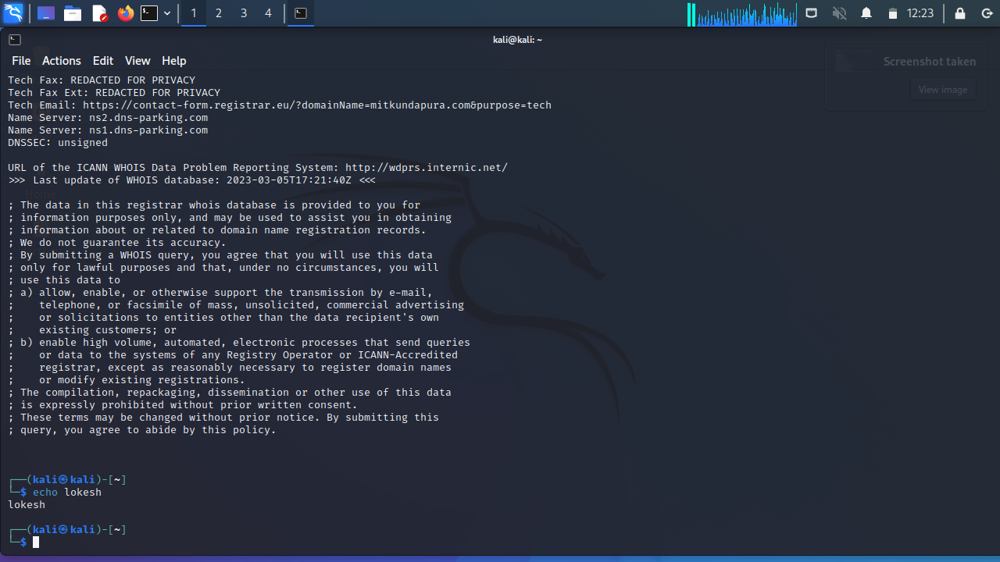 1 2 3 4 12:23
kali@kali: ~
File Actions Edit View Help
Screenshot taken
View image
Home
Tech Fax: REDACTED FOR PRIVACY
Tech Fax Ext: REDACTED FOR PRIVACY
Tech Email: https://contact-form.registrar.eu/?domainName=mitkundapura.com&purpose=tech
Name Server: ns2.dns-parking.com
Name Server: ns1.dns-parking.com
DNSSEC: unsigned
URL of the ICANN WHOIS Data Problem Reporting System: http://wdprs.internic.net/
>>> Last update of WHOIS database: 2023-03-05T17:21:40Z <<<
; The data in this registrar whois database is provided to you for
; information purposes only, and may be used to assist you in obtaining
; information about or related to domain name registration records.
; We do not guarantee its accuracy.
; By submitting a WHOIS query, you agree that you will use this data
; only for lawful purposes and that, under no circumstances, you will
; use this data to
; a) allow, enable, or otherwise support the transmission by e-mail,
;    telephone, or facsimile of mass, unsolicited, commercial advertising
;    or solicitations to entities other than the data recipient's own
;    existing customers; or
; b) enable high volume, automated, electronic processes that send queries
;    or data to the systems of any Registry Operator or ICANN-Accredited
;    registrar, except as reasonably necessary to register domain names
;    or modify existing registrations.
; The compilation, repackaging, dissemination or other use of this data
; is expressly prohibited without prior written consent.
; These terms may be changed without prior notice. By submitting this
; query, you agree to abide by this policy.
┌──(kali㉿kali)-[~]
└─$ echo lokesh
lokesh
┌──(kali㉿kali)-[~]
└─$